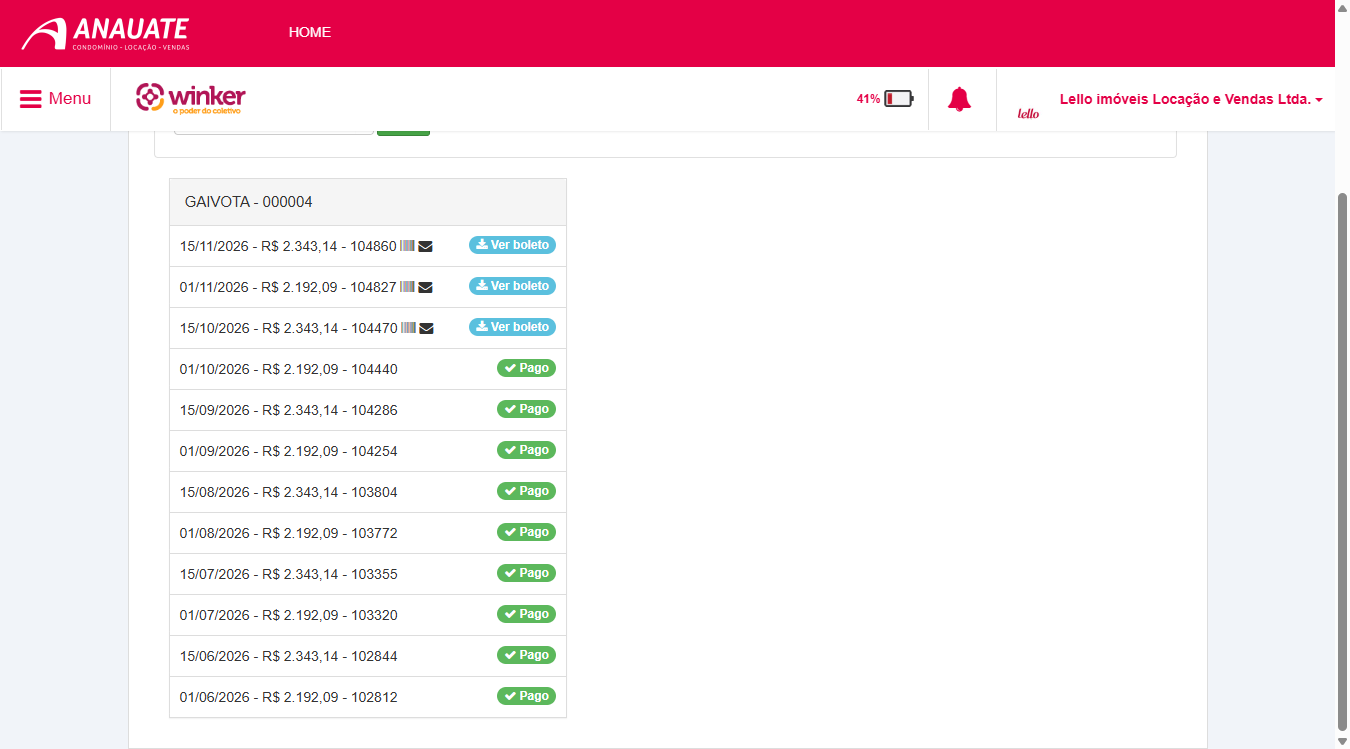 ANAUATE
CONDOMÍNIO • LOCAÇÃO • VENDAS
HOME
Menu
winker
o poder do coletivo
41%
lello
Lello imóveis Locação e Vendas Ltda.
GAIVOTA - 000004
15/11/2026 - R$ 2.343,14 - 104860 Ver boleto
01/11/2026 - R$ 2.192,09 - 104827 Ver boleto
15/10/2026 - R$ 2.343,14 - 104470 Ver boleto
01/10/2026 - R$ 2.192,09 - 104440 Pago
15/09/2026 - R$ 2.343,14 - 104286 Pago
01/09/2026 - R$ 2.192,09 - 104254 Pago
15/08/2026 - R$ 2.343,14 - 103804 Pago
01/08/2026 - R$ 2.192,09 - 103772 Pago
15/07/2026 - R$ 2.343,14 - 103355 Pago
01/07/2026 - R$ 2.192,09 - 103320 Pago
15/06/2026 - R$ 2.343,14 - 102844 Pago
01/06/2026 - R$ 2.192,09 - 102812 Pago